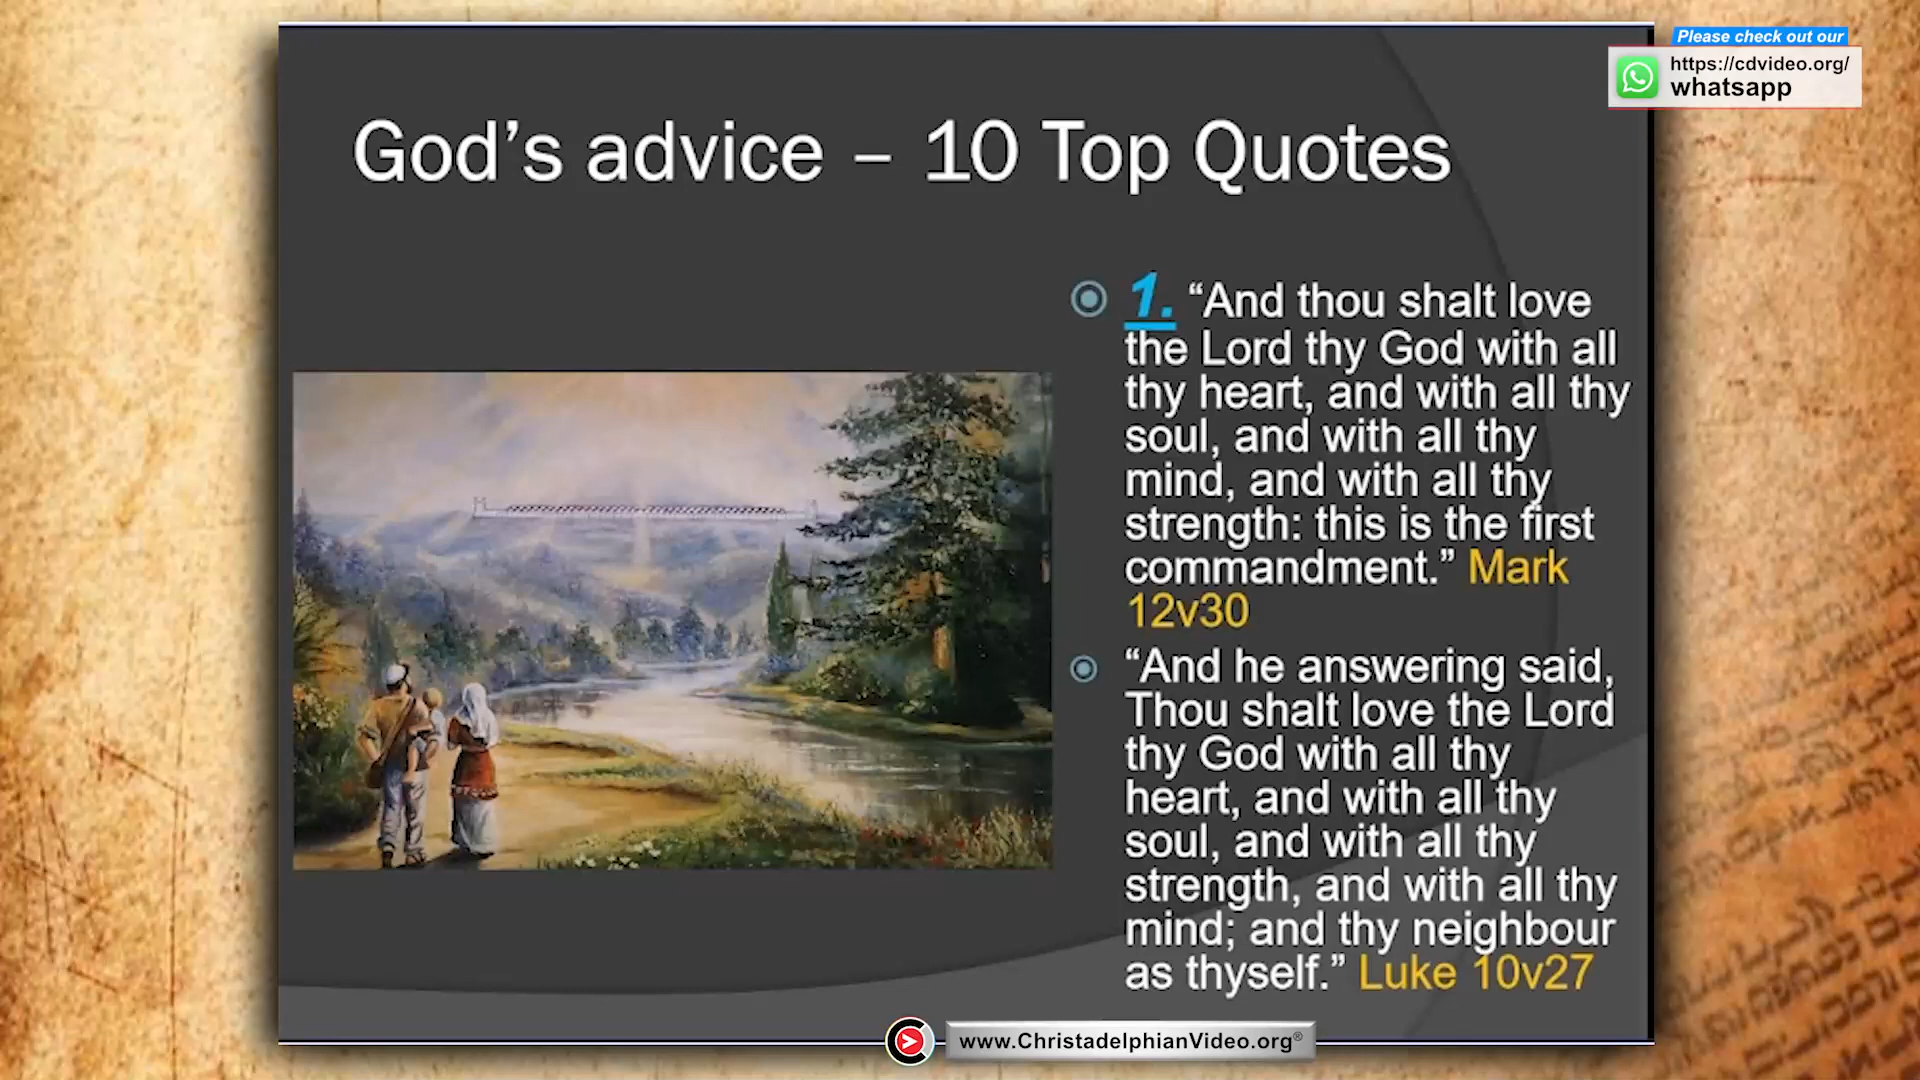 Please check out our
https://cdvideo.org/
whatsapp
God’s advice – 10 Top Quotes
1. “And thou shalt love
the Lord thy God with all
thy heart, and with all thy
soul, and with all thy
mind, and with all thy
strength: this is the first
commandment.” Mark
12v30
“And he answering said,
Thou shalt love the Lord
thy God with all thy
heart, and with all thy
soul, and with all thy
strength, and with all thy
mind; and thy neighbour
as thyself.” Luke 10v27
www.ChristadelphianVideo.org®